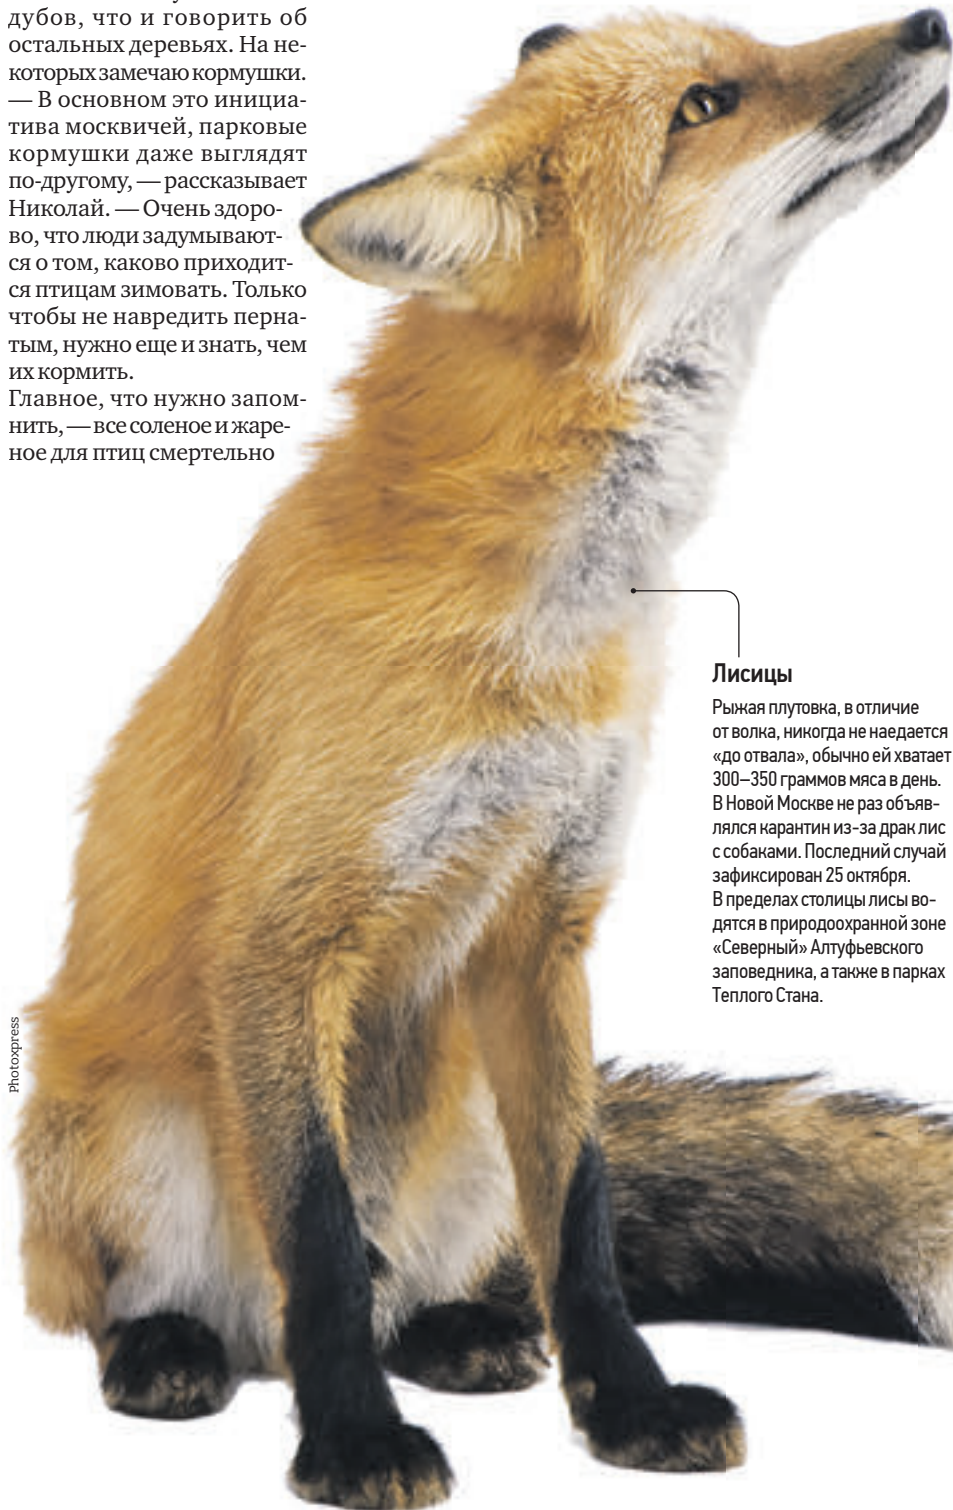 дубов, что и говорить об
остальных деревьях. На не-
которых замечаю кормушки.
— В основном это инициа-
тива москвичей, парковые
кормушки даже выглядят
по-другому, — рассказывает
Николай. — Очень здоро-
во, что люди задумывают-
ся о том, каково приходит-
ся птицам зимовать. Только
чтобы не навредить перна-
тым, нужно еще и знать, чем
их кормить.
Главное, что нужно запом-
нить, — все соленое и жаре-
ное для птиц смертельно
Лисицы
Рыжая плутовка, в отличие
от волка, никогда не наедается
«до отвала», обычно ей хватает
300–350 граммов мяса в день.
В Новой Москве не раз объяв-
лялся карантин из-за драк лис
с собаками. Последний случай
зафиксирован 25 октября.
В пределах столицы лисы во-
дятся в природоохранной зоне
«Северный» Алтуфьевского
заповедника, а также в парках
Теплого Стана.
Photoxpress